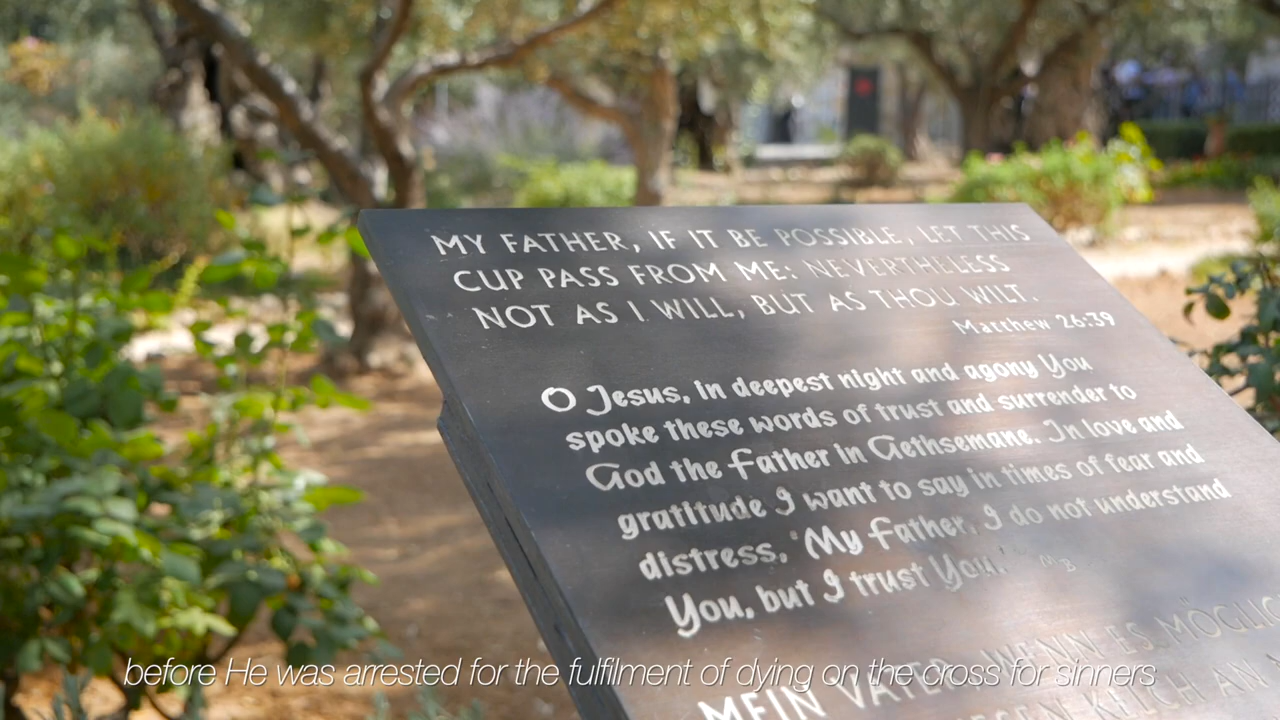 MY FATHER, IF IT BE POSSIBLE, LET THIS
CUP PASS FROM ME: NEVERTHELESS
NOT AS I WILL, BUT AS THOU WILT.
Matthew 26:39
O Jesus, in deepest night and agony You
spoke these words of trust and surrender to
God the Father in Gethsemane. In love and
gratitude I want to say in times of fear and
distress, "My Father, I do not understand
You, but I trust You." M.B.
MEIN VATER, WENN ES MÖGLIC
KELCH AN
before He was arrested for the fulfilment of dying on the cross for sinners